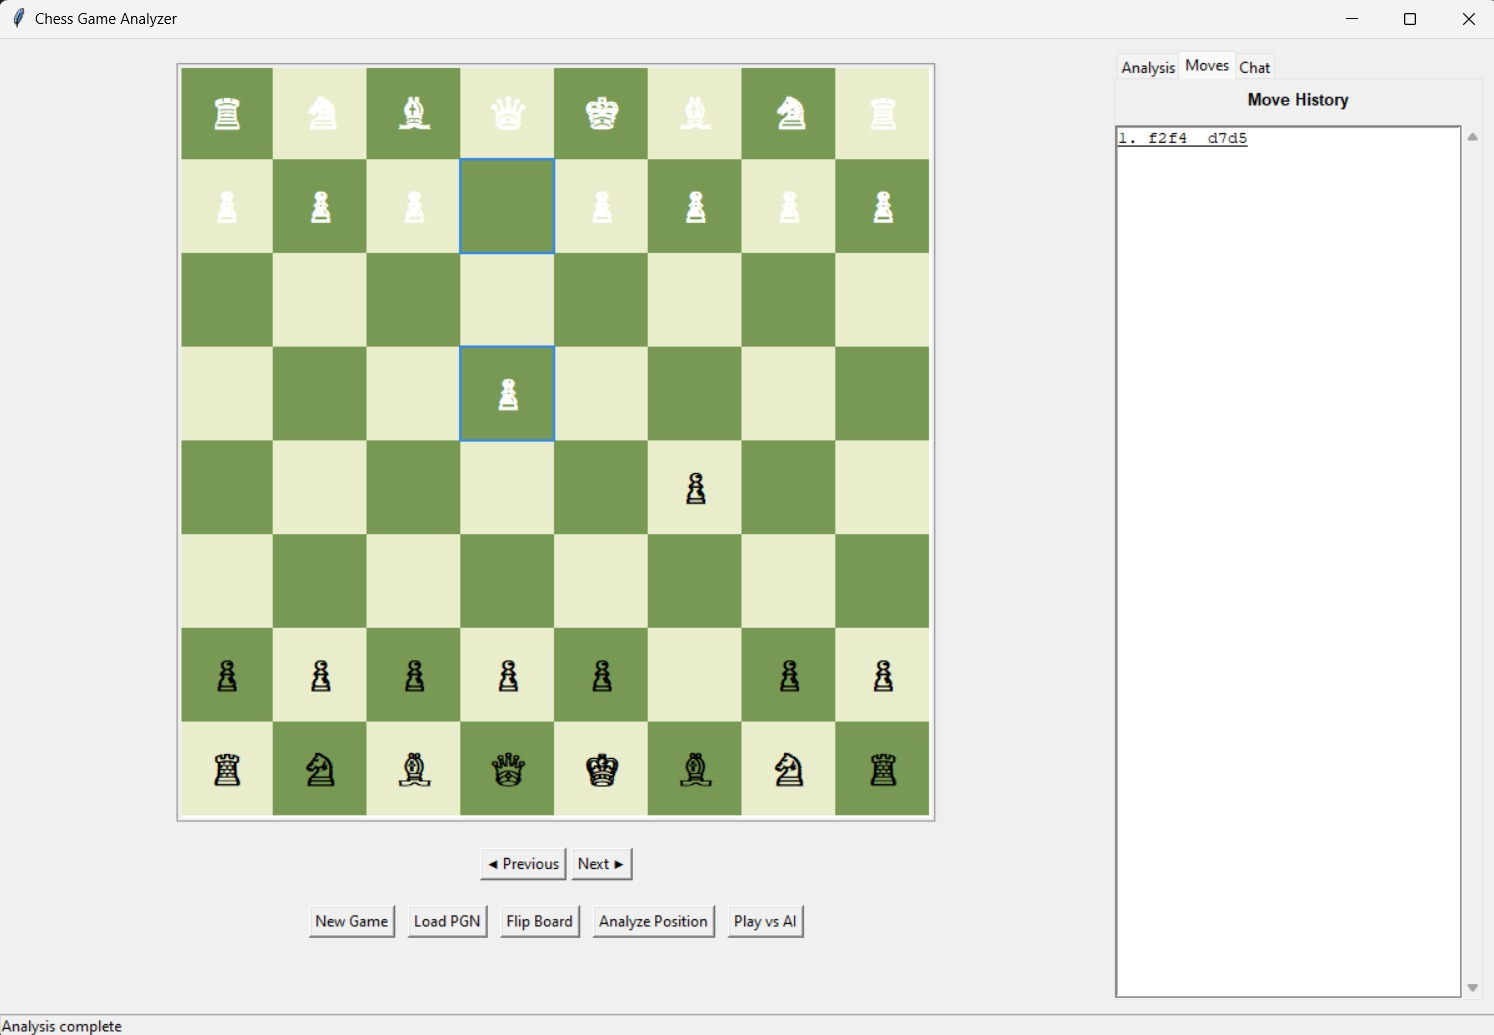 Chess Game Analyzer
Analysis Moves Chat
Move History
1. f2f4 d7d5
◄ Previous Next ►
New Game Load PGN Flip Board Analyze Position Play vs AI
Analysis complete